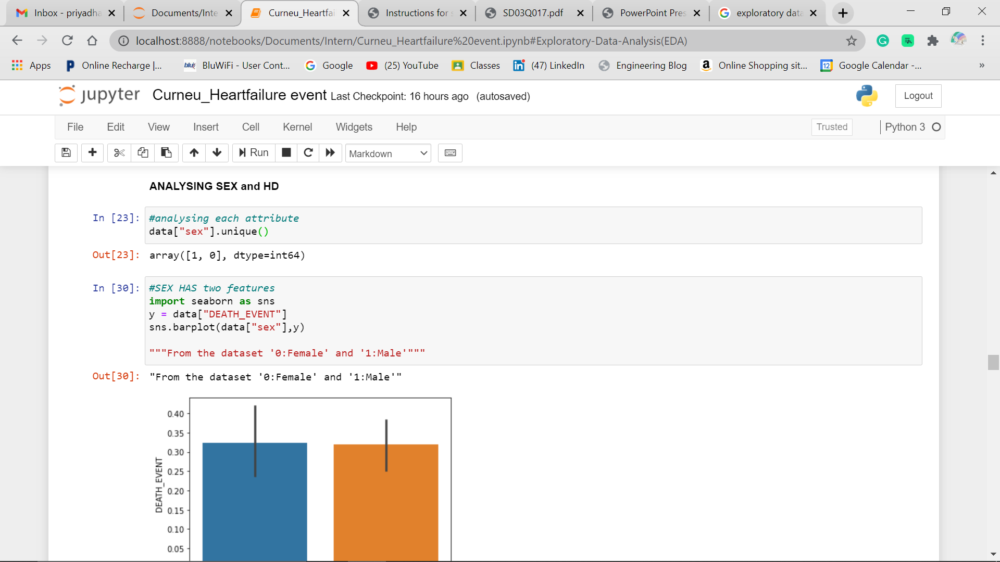 Inbox - priyadha
Documents/Inte
Curneu_Heartfai
Instructions for s
SD03Q017.pdf
PowerPoint Pres
exploratory data
localhost:8888/notebooks/Documents/Intern/Curneu_Heartfailure%20event.ipynb#Exploratory-Data-Analysis(EDA)
Apps
Online Recharge |...
BluWiFi - User Cont...
Google
(25) YouTube
Classes
(47) LinkedIn
Engineering Blog
Online Shopping sit...
Google Calendar -...
»
jupyter Curneu_Heartfailure event Last Checkpoint: 16 hours ago (autosaved)
Logout
File Edit View Insert Cell Kernel Widgets Help
Trusted
Python 3
Run
Markdown
ANALYSING SEX and HD
In [23]: #analysing each attribute
data["sex"].unique()
Out[23]: array([1, 0], dtype=int64)
In [30]: #SEX HAS two features
import seaborn as sns
y = data["DEATH_EVENT"]
sns.barplot(data["sex"],y)
"""From the dataset '0:Female' and '1:Male'"""
Out[30]: "From the dataset '0:Female' and '1:Male'"
0.40
0.35
0.30
0.25
0.20
0.15
0.10
0.05
DEATH_EVENT